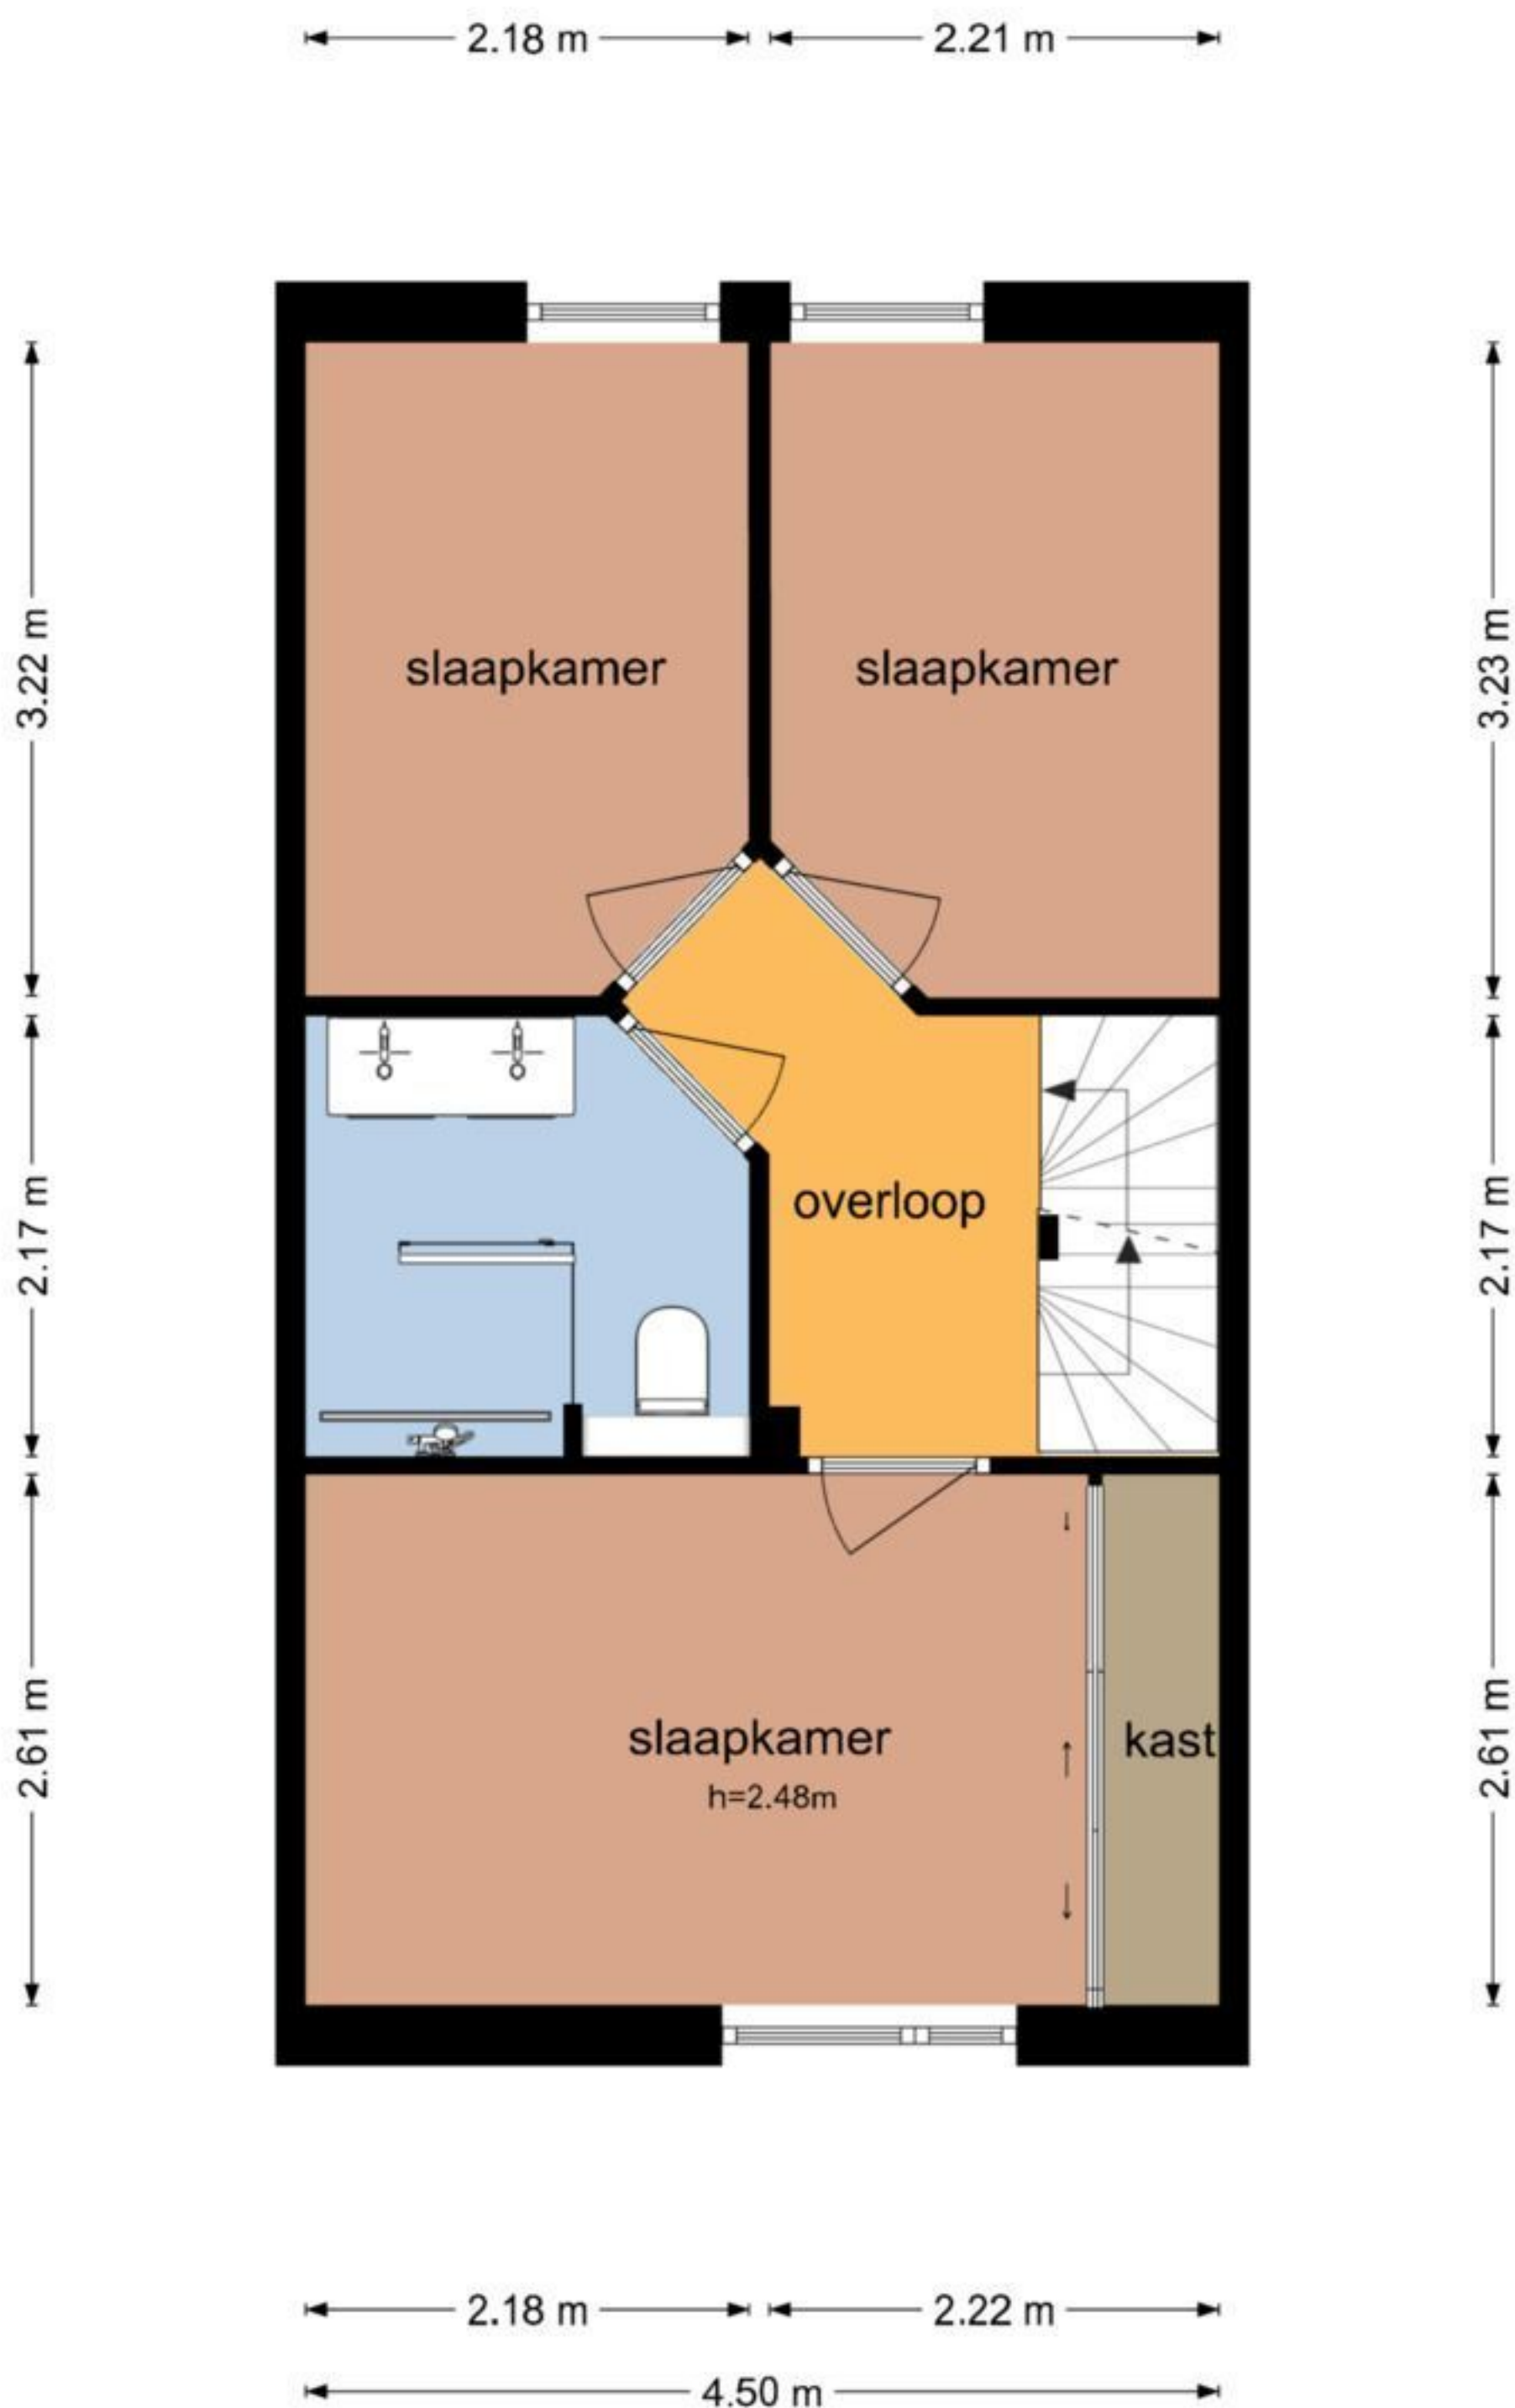 2.18 m
2.21 m
3.22 m
3.23 m
slaapkamer
slaapkamer
2.17 m
2.17 m
overloop
2.61 m
2.61 m
slaapkamer
h=2.48m
kast
2.18 m
2.22 m
4.50 m